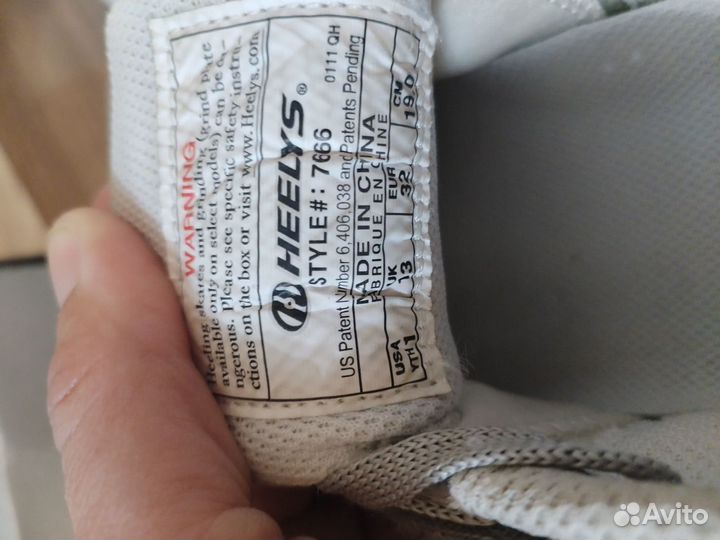 WARNING
Heeling skates and grinding (grind plate
available only on select models) can be
ngerous. Please see specific safety instru
ctions on the box or visit www.Heelys.com
HEELYS®
0111 QH
STYLE#: 7666
US Patent Number 6,406,038 and Patents Pending
MADE IN CHINA
FABRIQUE EN CHINE
USA UK EUR CM
YTH1 13 32 19.0
Avito